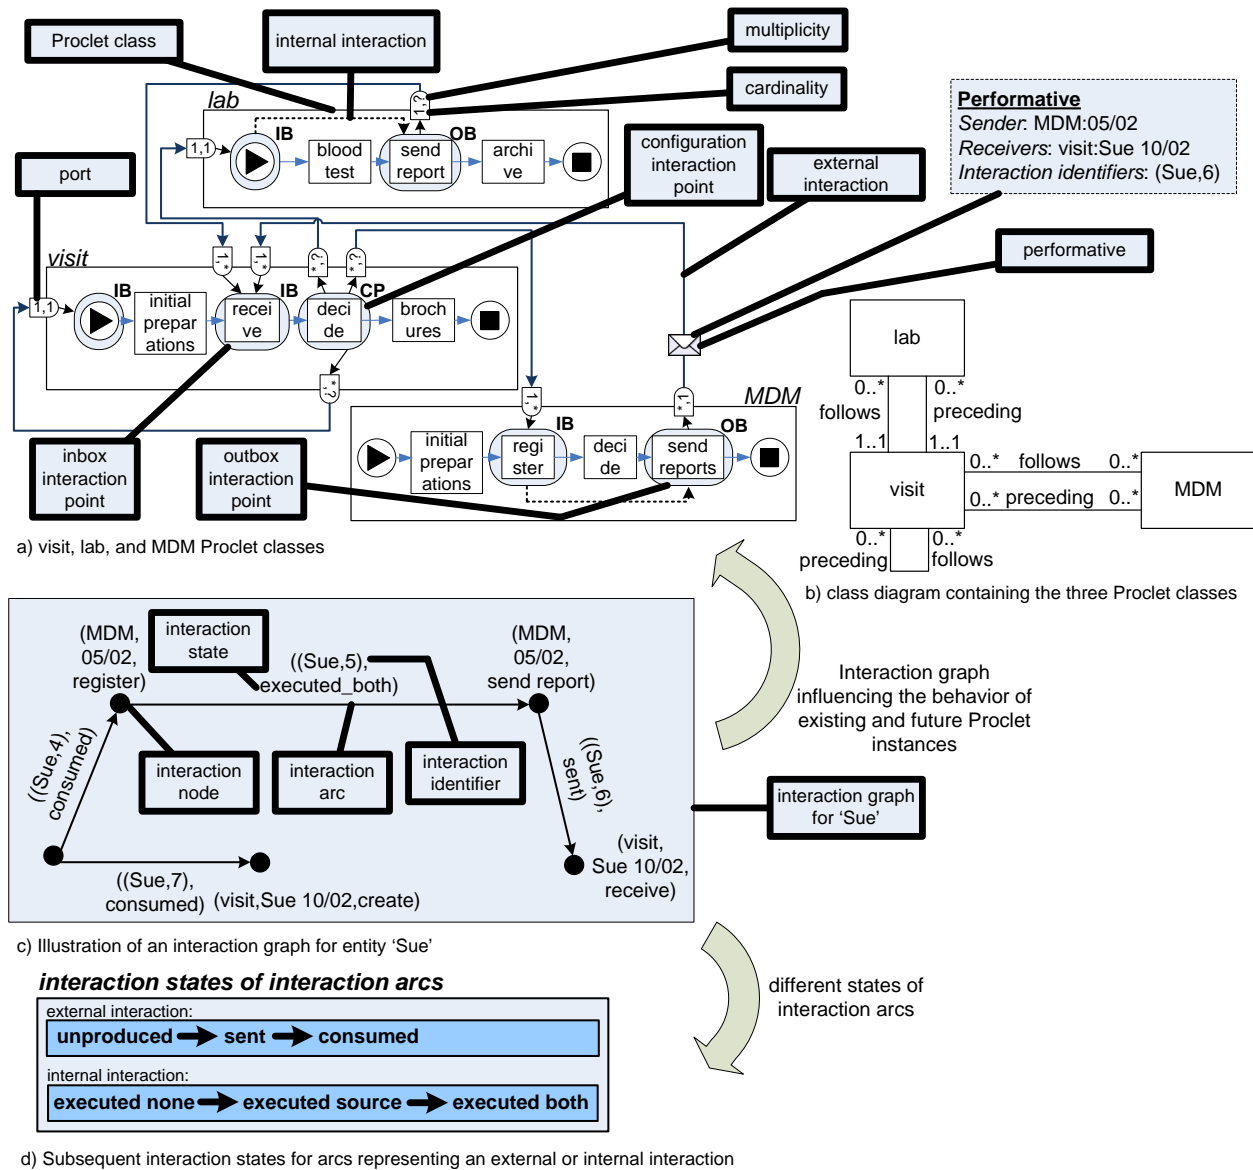 Proclet class
internal interaction
multiplicity
cardinality
lab
1,?
IB
OB
1,1
blood
test
send
report
archi
ve
configuration
interaction
point
external
interaction
Performative
Sender: MDM:05/02
Receivers: visit:Sue 10/02
Interaction identifiers: (Sue,6)
port
performative
visit
1,*
1,*
?,*
?,*
IB
IB
CP
1,1
initial
prepar
ations
recei
ve
deci
de
broch
ures
*,?
inbox
interaction
point
outbox
interaction
point
MDM
1,*
*,1
IB
OB
initial
prepar
ations
regi
ster
deci
de
send
reports
a) visit, lab, and MDM Proclet classes
lab
0..*
0..*
follows
preceding
1..1
1..1
visit
0..*
follows
0..*
0..*
preceding
0..*
MDM
0..*
0..*
preceding
follows
b) class diagram containing the three Proclet classes
(MDM,
05/02,
register)
interaction
state
((Sue,5),
executed_both)
(MDM,
05/02,
send report)
((Sue,4),
consumed)
interaction
node
interaction
arc
interaction
identifier
((Sue,6),
sent)
((Sue,7),
consumed)
(visit,Sue 10/02,create)
(visit,
Sue 10/02,
receive)
Interaction graph
influencing the behavior of
existing and future Proclet
instances
interaction graph
for ‘Sue’
c) Illustration of an interaction graph for entity ‘Sue’
different states of
interaction arcs
interaction states of interaction arcs
external interaction:
unproduced sent consumed
internal interaction:
executed none executed source executed both
d) Subsequent interaction states for arcs representing an external or internal interaction